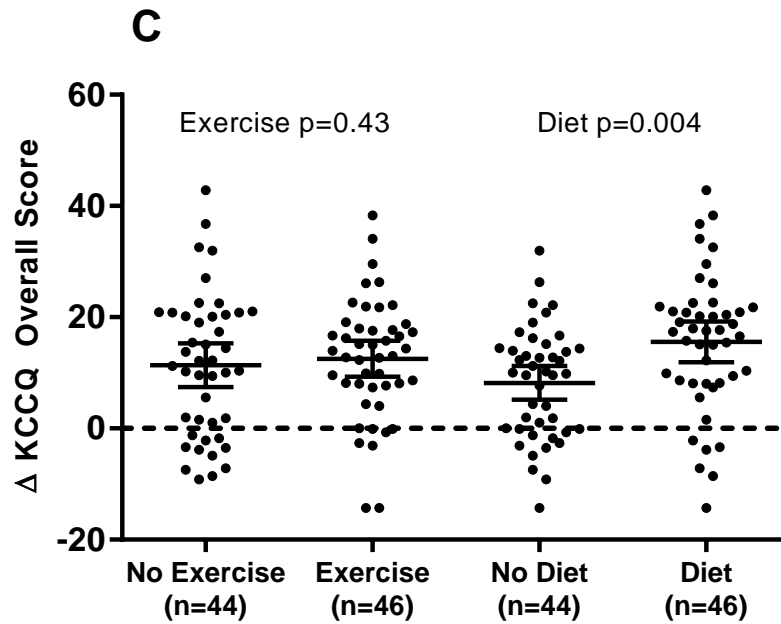 C
Δ KCCQ Overall Score
60
40
20
0
-20
Exercise p=0.43
Diet p=0.004
No Exercise
(n=44)
Exercise
(n=46)
No Diet
(n=44)
Diet
(n=46)